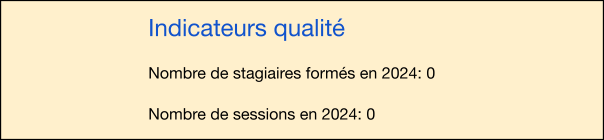 Indicateurs qualité
Nombre de stagiaires formés en 2024: 0
Nombre de sessions en 2024: 0